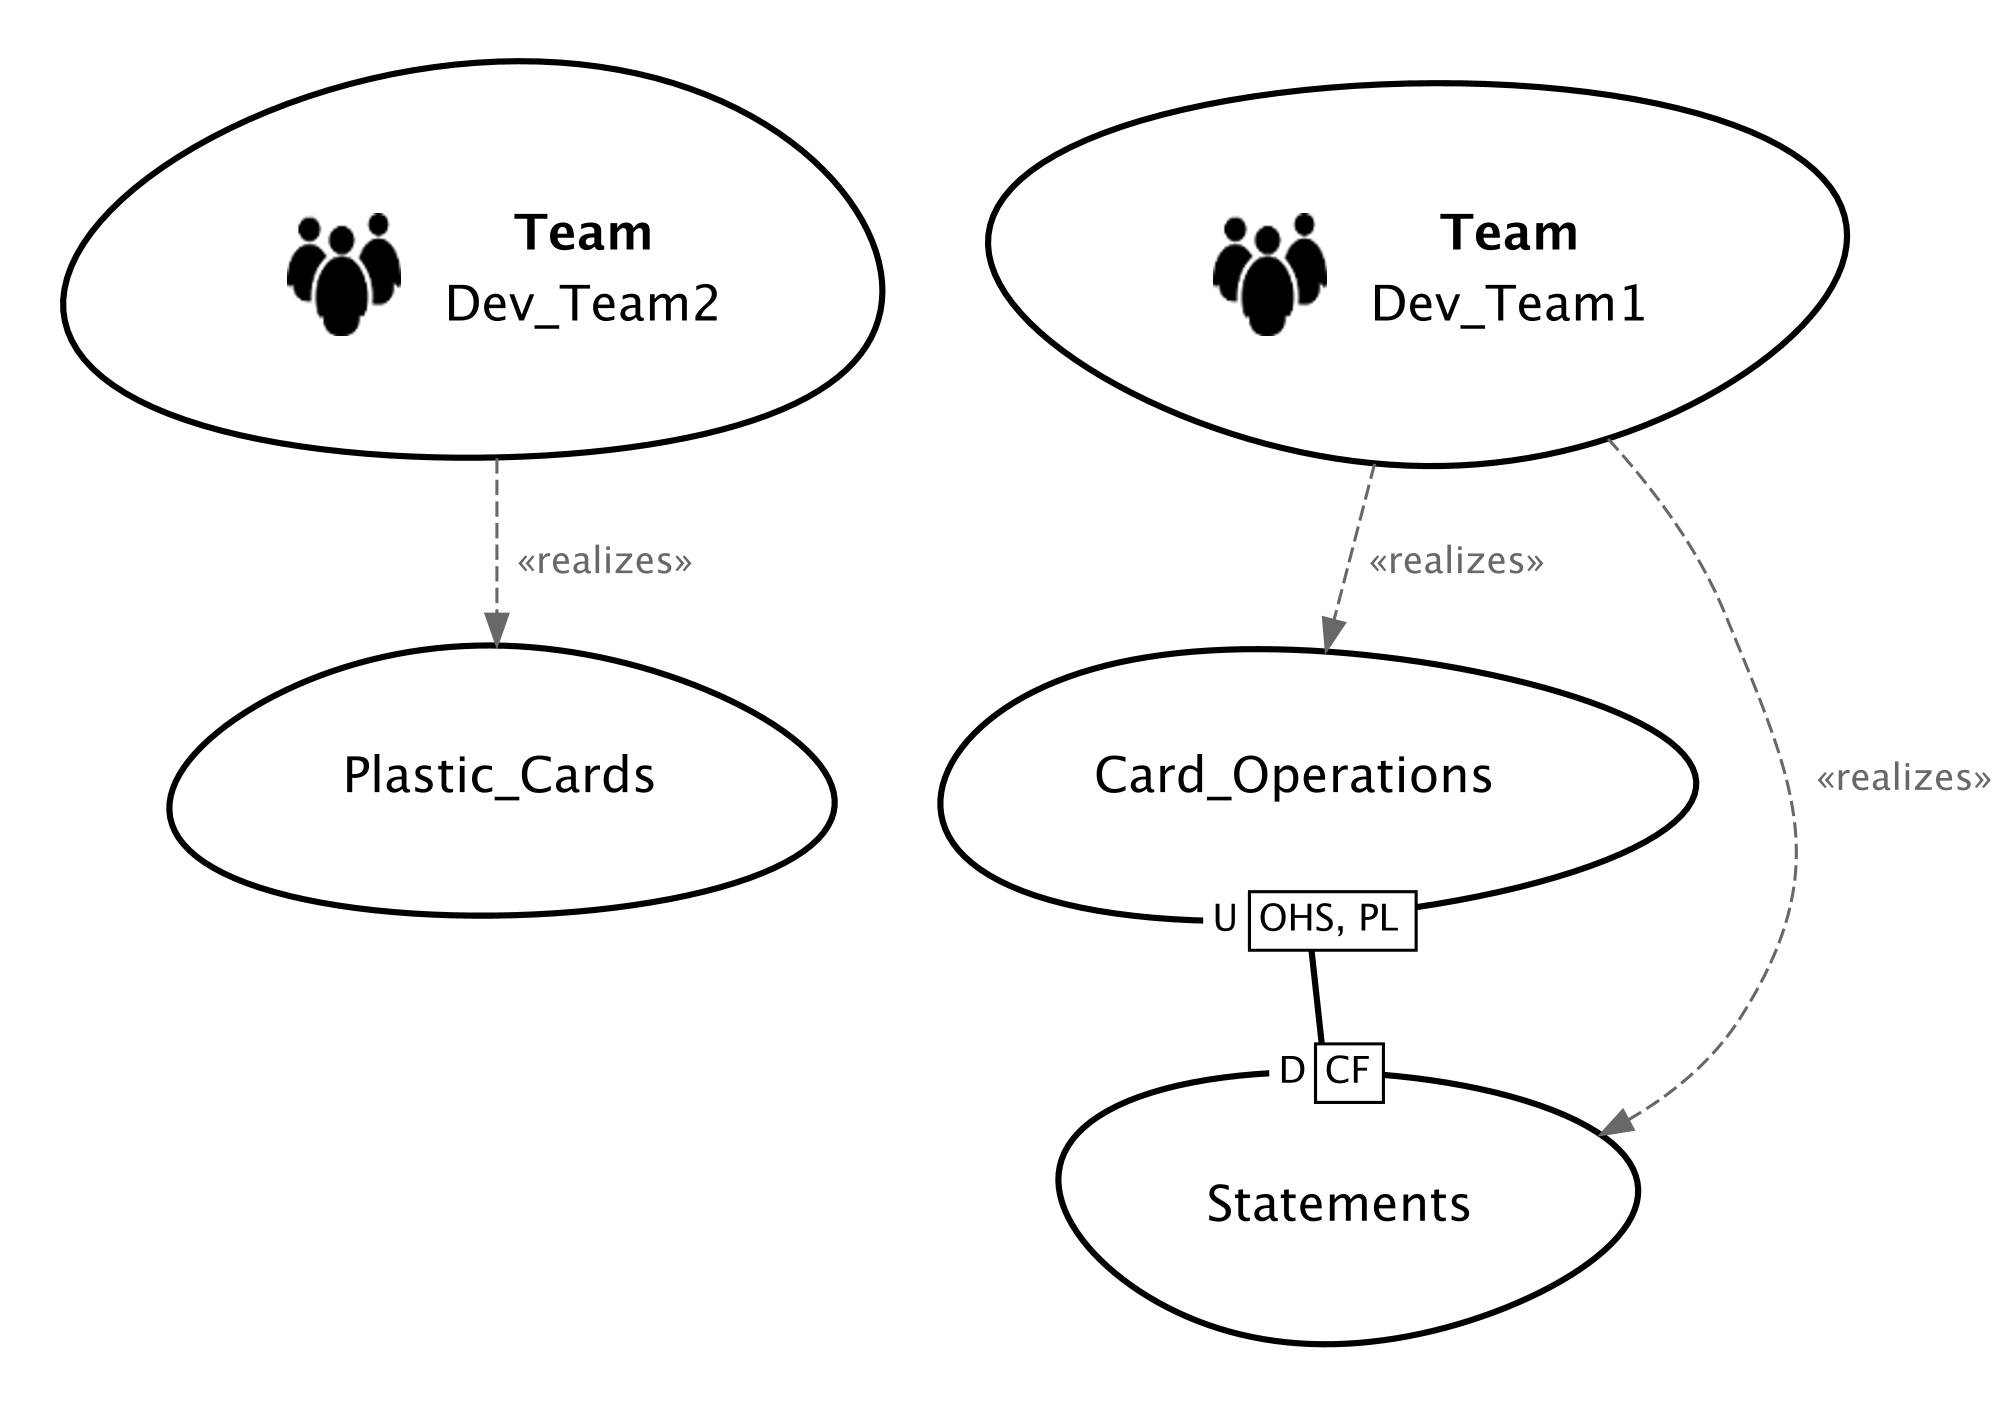 Team
Dev_Team2
Team
Dev_Team1
«realizes»
«realizes»
«realizes»
Plastic_Cards
Card_Operations
U OHS, PL
D CF
Statements